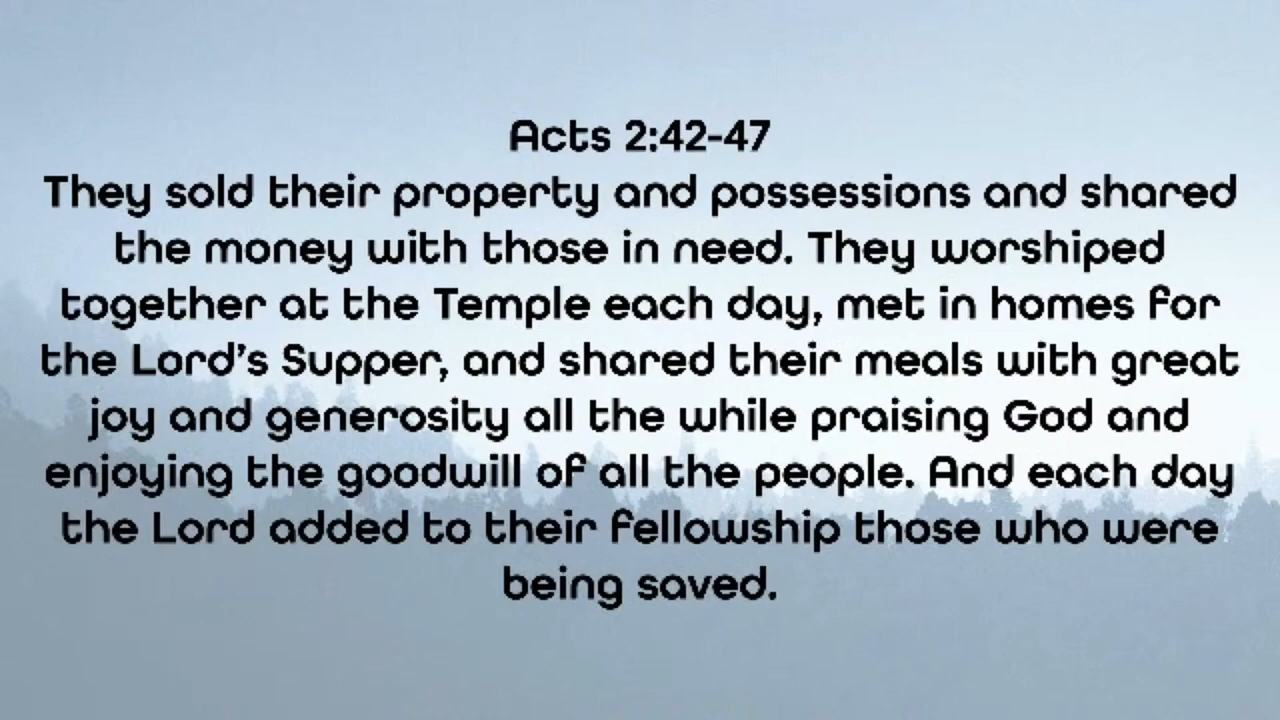 Acts 2:42-47
They sold their property and possessions and shared
the money with those in need. They worshiped
together at the Temple each day, met in homes for
the Lord’s Supper, and shared their meals with great
joy and generosity all the while praising God and
enjoying the goodwill of all the people. And each day
the Lord added to their fellowship those who were
being saved.